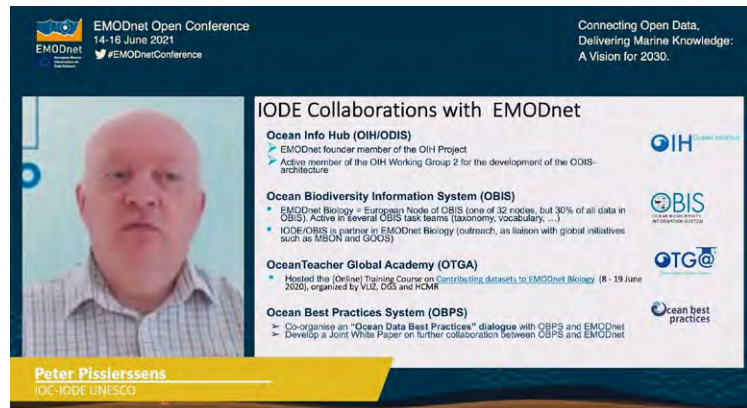 EMODnet Open Conference
14-16 June 2021
#EMODnetConference
EMODnet
Connecting Open Data,
Delivering Marine Knowledge:
A Vision for 2030.
IODE Collaborations with EMODnet
Ocean Info Hub (OIH/ODIS)
EMODnet founder member of the OIH Project
Active member of the OIH Working Group 2 for the development of the ODIS-
architecture
OIH
Ocean Biodiversity Information System (OBIS)
EMODnet Biology = European Node of OBIS (one of 32 nodes, but 30% of all data in
OBIS). Active in several OBIS task teams (taxonomy, vocabulary, …)
IODE/OBIS is partner in EMODnet Biology (outreach, as liaison with global initiatives
such as MBON and GOOS)
OBIS
OCEAN BIODIVERSITY
INFORMATION SYSTEM
OceanTeacher Global Academy (OTGA)
Hosted the (Online) Training Course on Contributing datasets to EMODnet Biology (8 - 19 June
2020), organized by VLIZ, OGS and HCMR
OTG@
Ocean Best Practices System (OBPS)
Co-organise an "Ocean Data Best Practices" dialogue with OBPS and EMODnet
Develop a Joint White Paper on further collaboration between OBPS and EMODnet
Ocean best
practices
Peter Pissierssens
IOC-IODE UNESCO